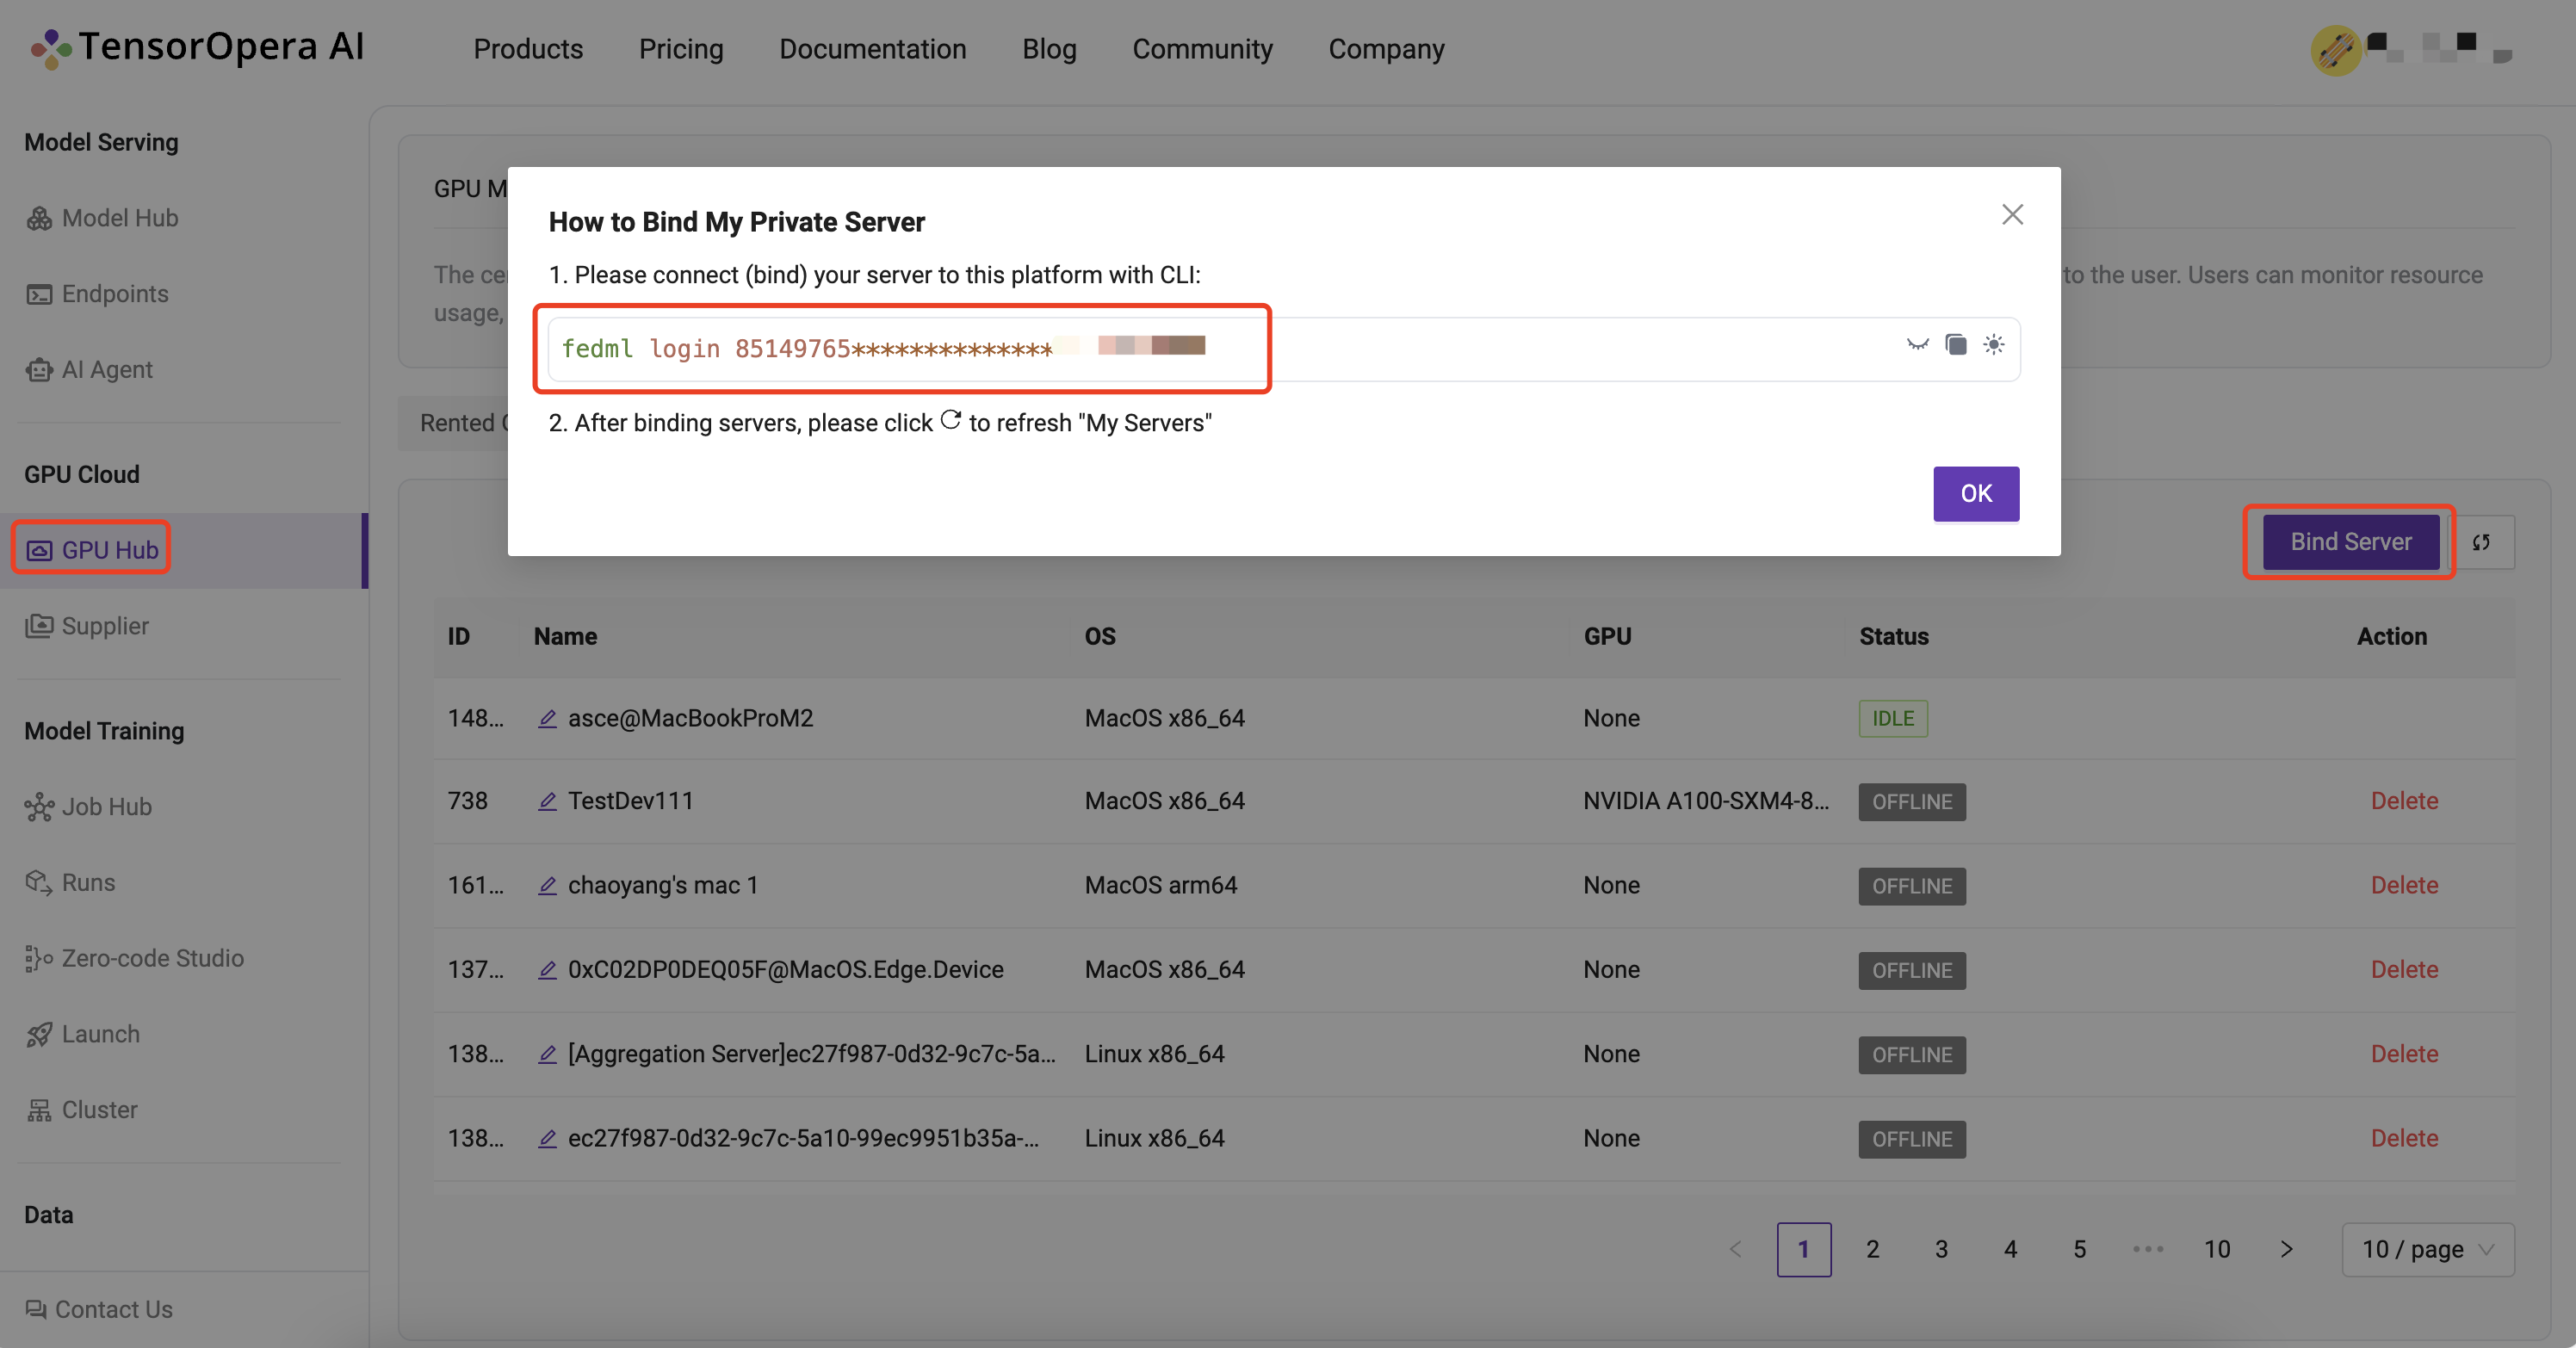 TensorOpera AI
Products
Pricing
Documentation
Blog
Community
Company
Model Serving
Model Hub
Endpoints
AI Agent
GPU Cloud
GPU Hub
Supplier
Model Training
Job Hub
Runs
Zero-code Studio
Launch
Cluster
Data
Contact Us
GPU M
The ce
to the user. Users can monitor resource
usage,
How to Bind My Private Server
1. Please connect (bind) your server to this platform with CLI:
fedml login 85149765**************
2. After binding servers, please click to refresh "My Servers"
OK
Rented
Bind Server
ID Name OS GPU Status Action
148... asce@MacBookProM2 MacOS x86_64 None IDLE
738 TestDev111 MacOS x86_64 NVIDIA A100-SXM4-8... OFFLINE Delete
161... chaoyang's mac 1 MacOS arm64 None OFFLINE Delete
137... 0xC02DP0DEQ05F@MacOS.Edge.Device MacOS x86_64 None OFFLINE Delete
138... [Aggregation Server]ec27f987-0d32-9c7c-5a... Linux x86_64 None OFFLINE Delete
138... ec27f987-0d32-9c7c-5a10-99ec9951b35a-... Linux x86_64 None OFFLINE Delete
< 1 2 3 4 5 ••• 10 > 10 / page